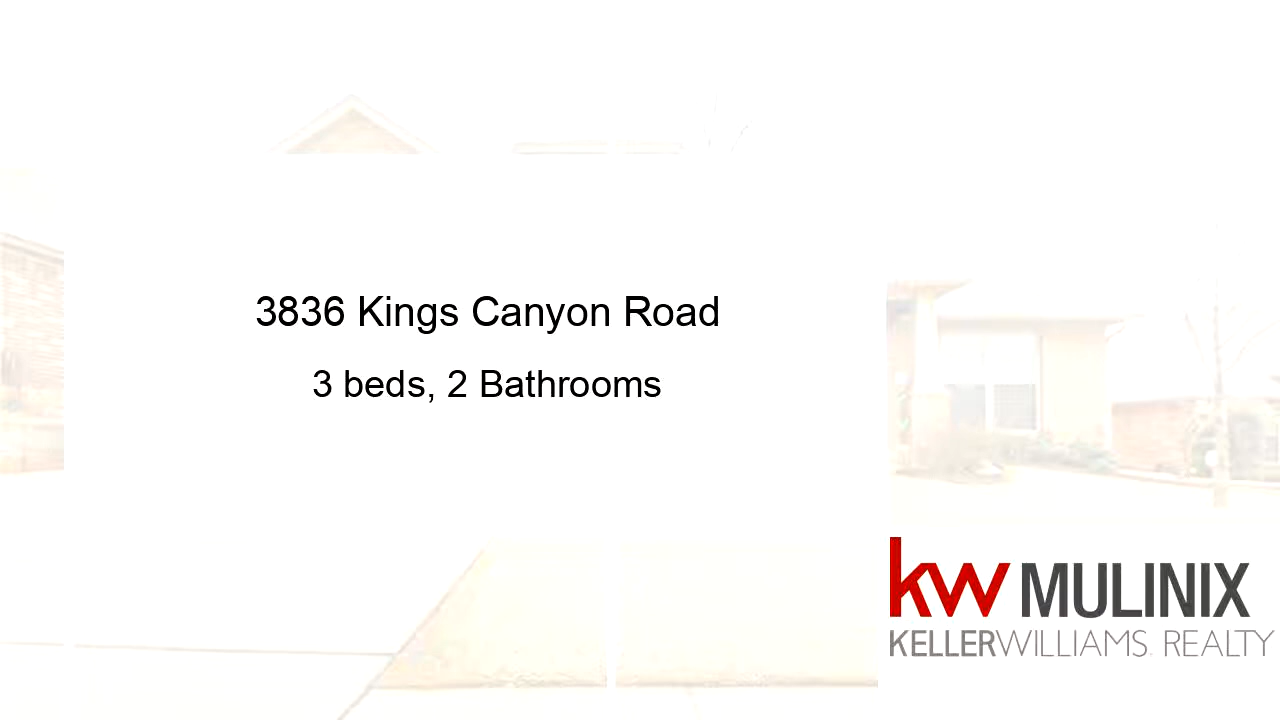 3836 Kings Canyon Road
3 beds, 2 Bathrooms
kw MULINIX
KELLERWILLIAMS. REALTY